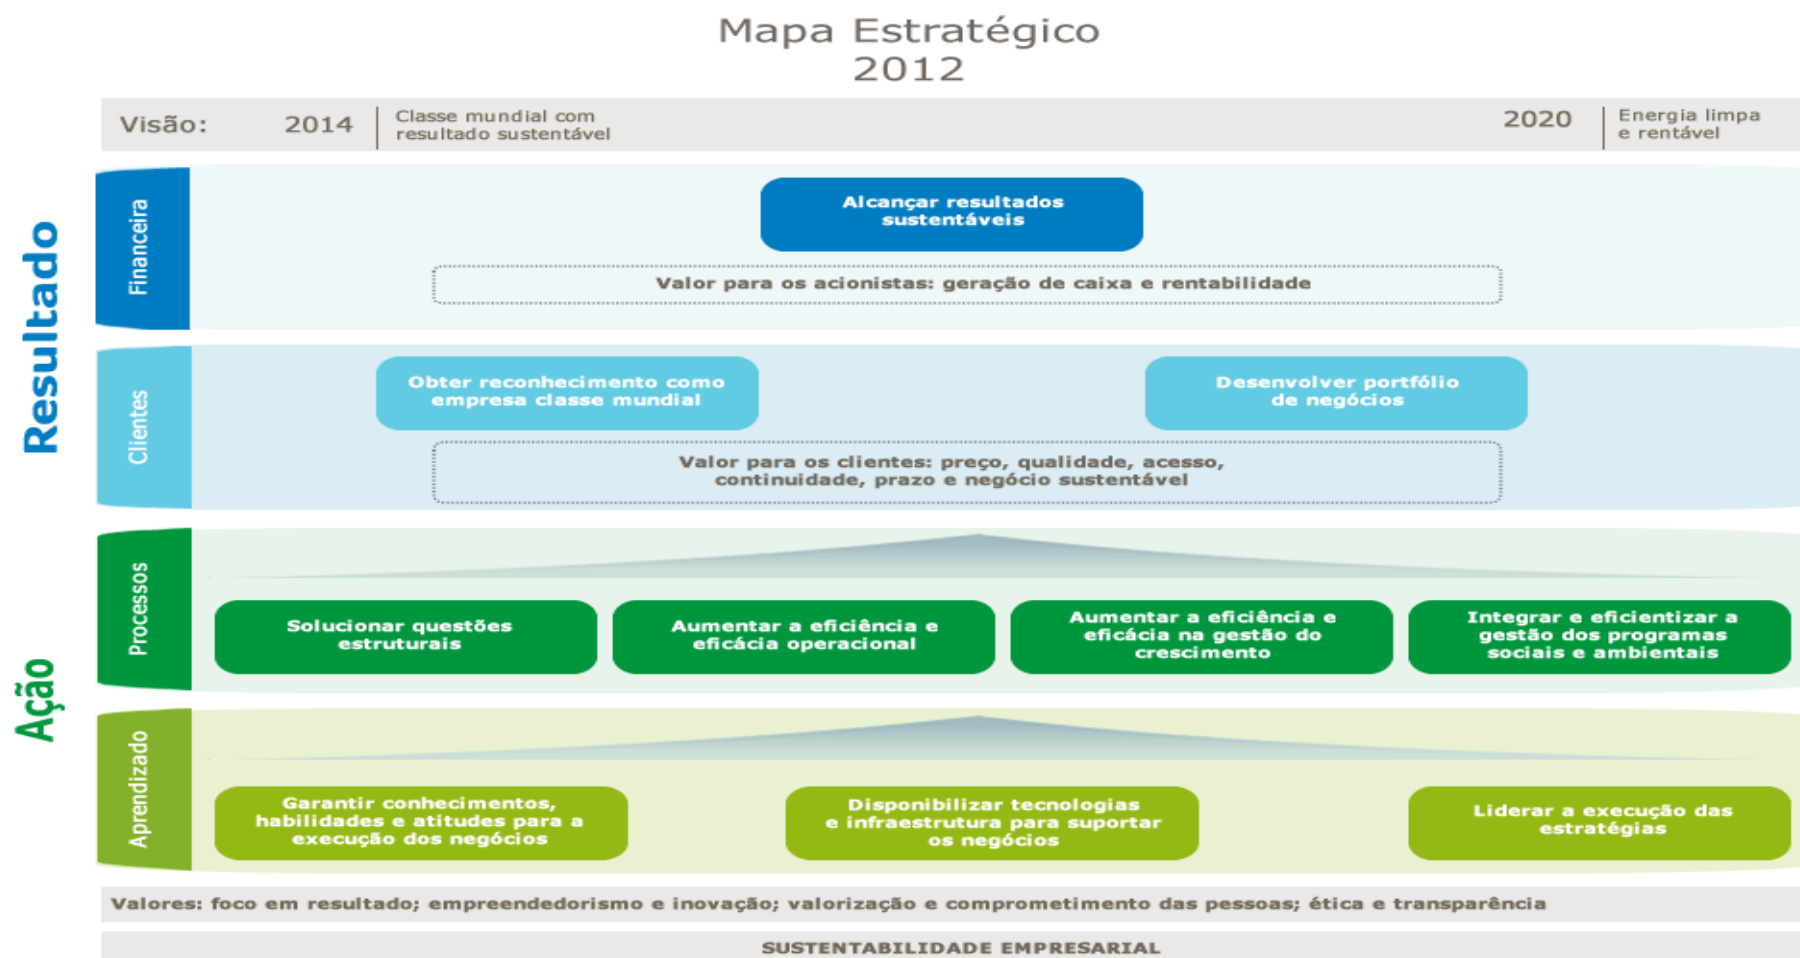 Mapa Estratégico
2012
Visão:
2014
Classe mundial com
resultado sustentável
2020
Energia limpa
e rentável
Resultado
Financeira
Alcançar resultados
sustentáveis
Valor para os acionistas: geração de caixa e rentabilidade
Clientes
Obter reconhecimento como
empresa classe mundial
Desenvolver portfólio
de negócios
Valor para os clientes: preço, qualidade, acesso,
continuidade, prazo e negócio sustentável
Ação
Processos
Solucionar questões
estruturais
Aumentar a eficiência e
eficácia operacional
Aumentar a eficiência e
eficácia na gestão do
crescimento
Integrar e eficientizar a
gestão dos programas
sociais e ambientais
Aprendizado
Garantir conhecimentos,
habilidades e atitudes para a
execução dos negócios
Disponibilizar tecnologias
e infraestrutura para suportar
os negócios
Liderar a execução das
estratégias
Valores: foco em resultado; empreendedorismo e inovação; valorização e comprometimento das pessoas; ética e transparência
SUSTENTABILIDADE EMPRESARIAL